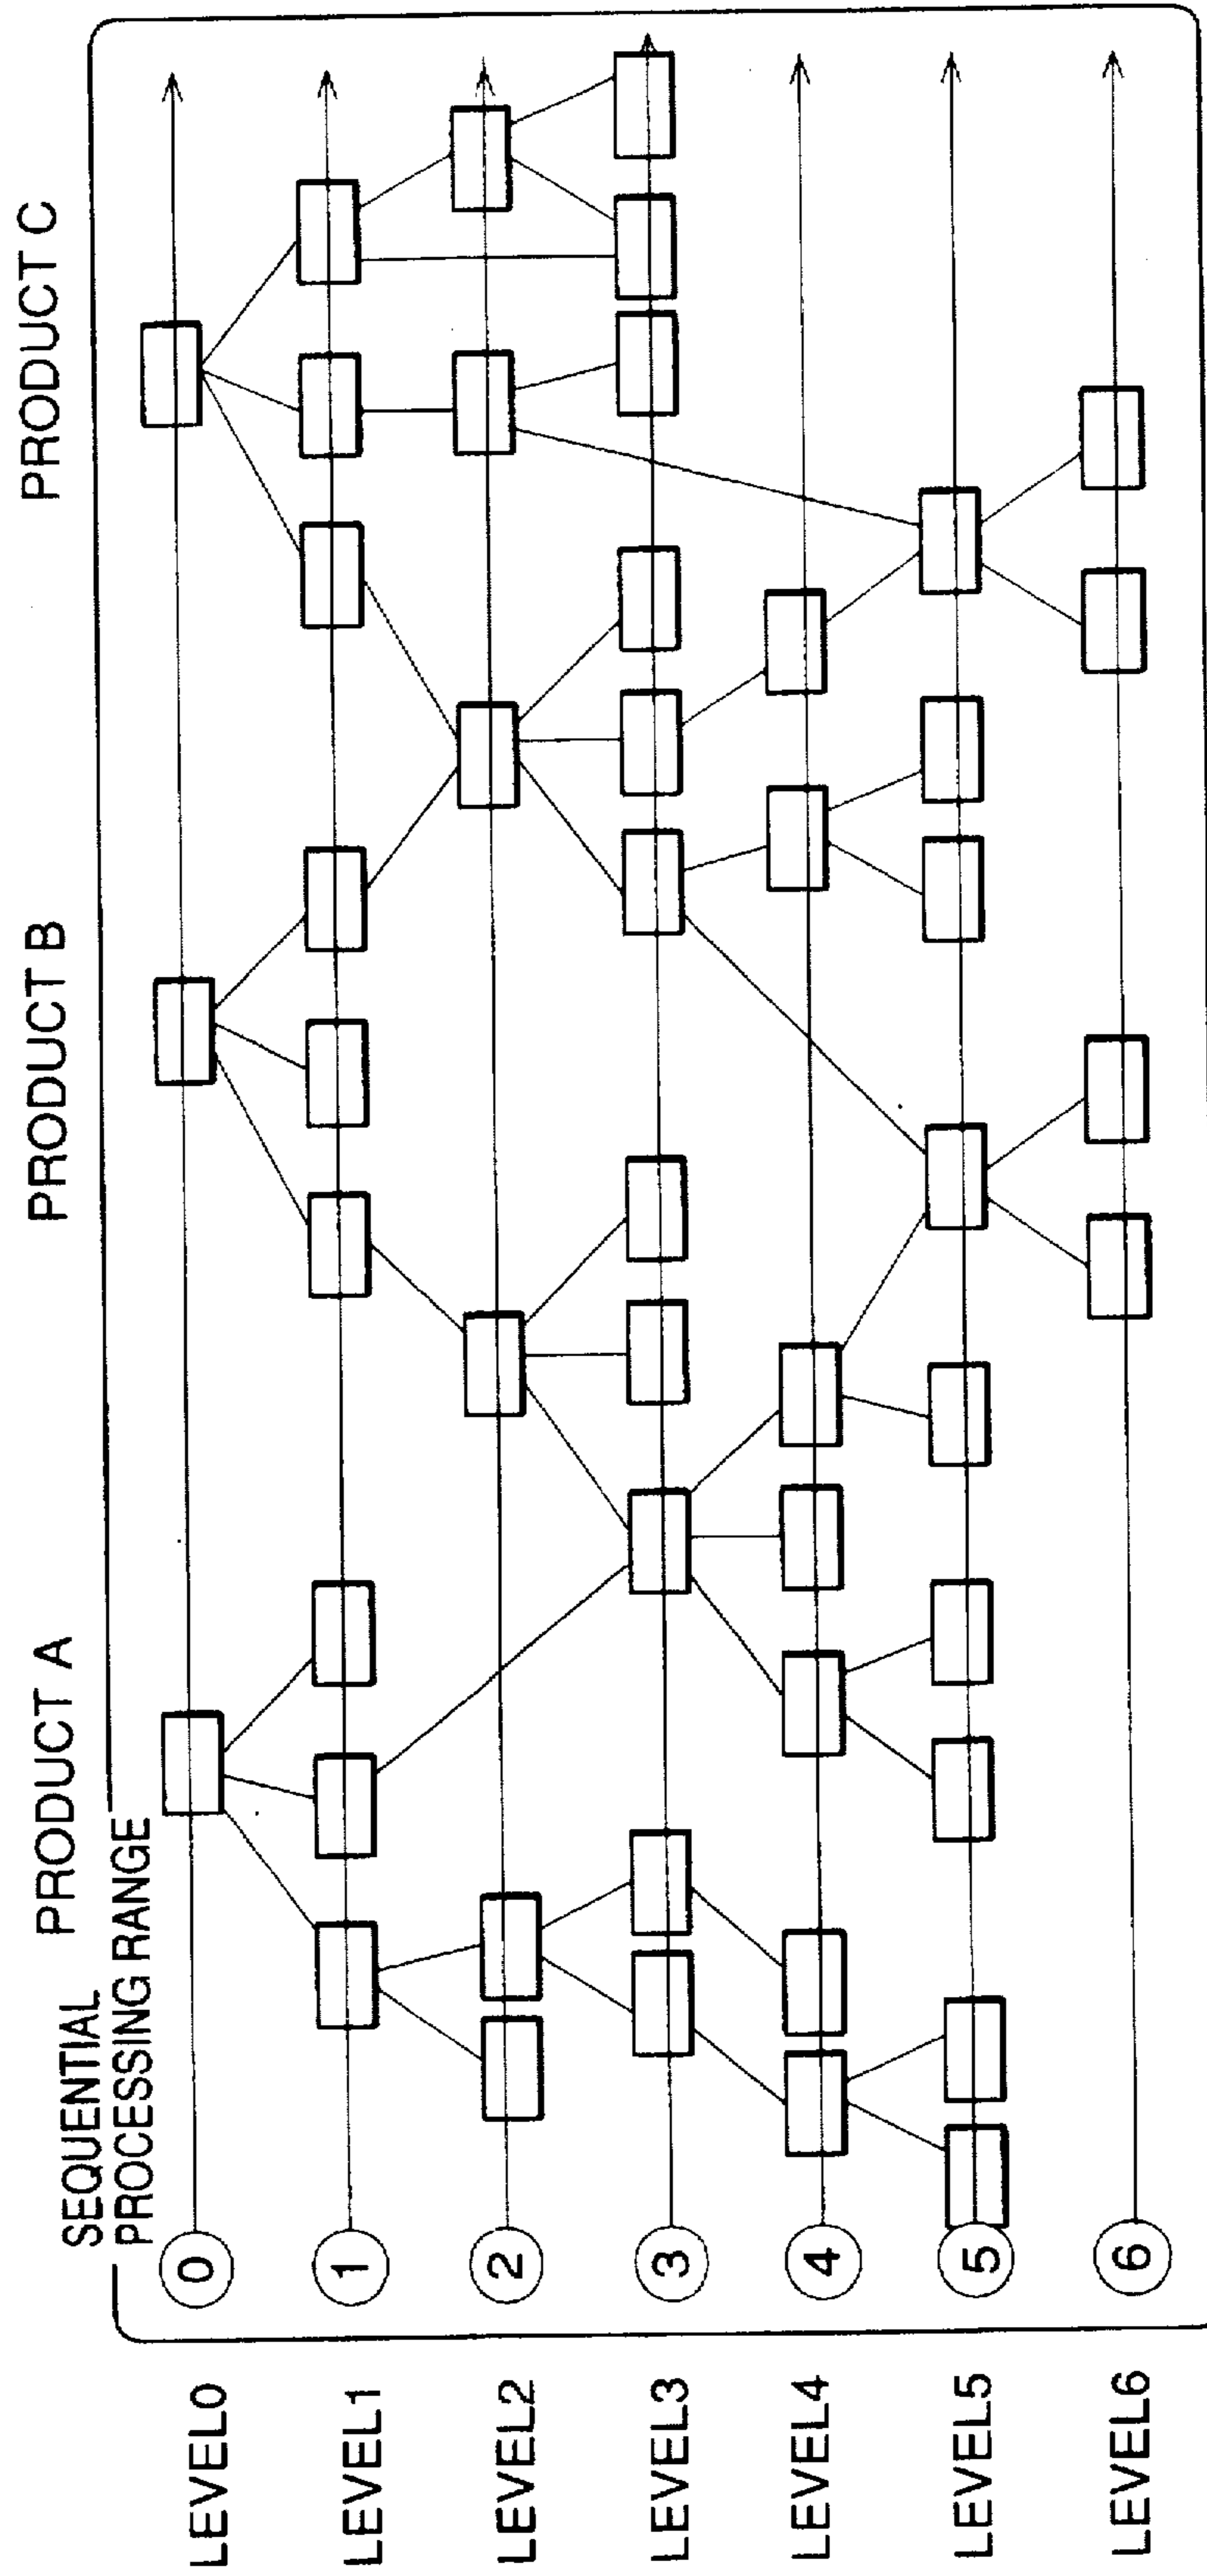 SEQUENTIAL
PROCESSING RANGE
PRODUCT A
PRODUCT B
PRODUCT C
LEVEL0
0
LEVEL1
1
LEVEL2
2
LEVEL3
3
LEVEL4
4
LEVEL5
5
LEVEL6
6